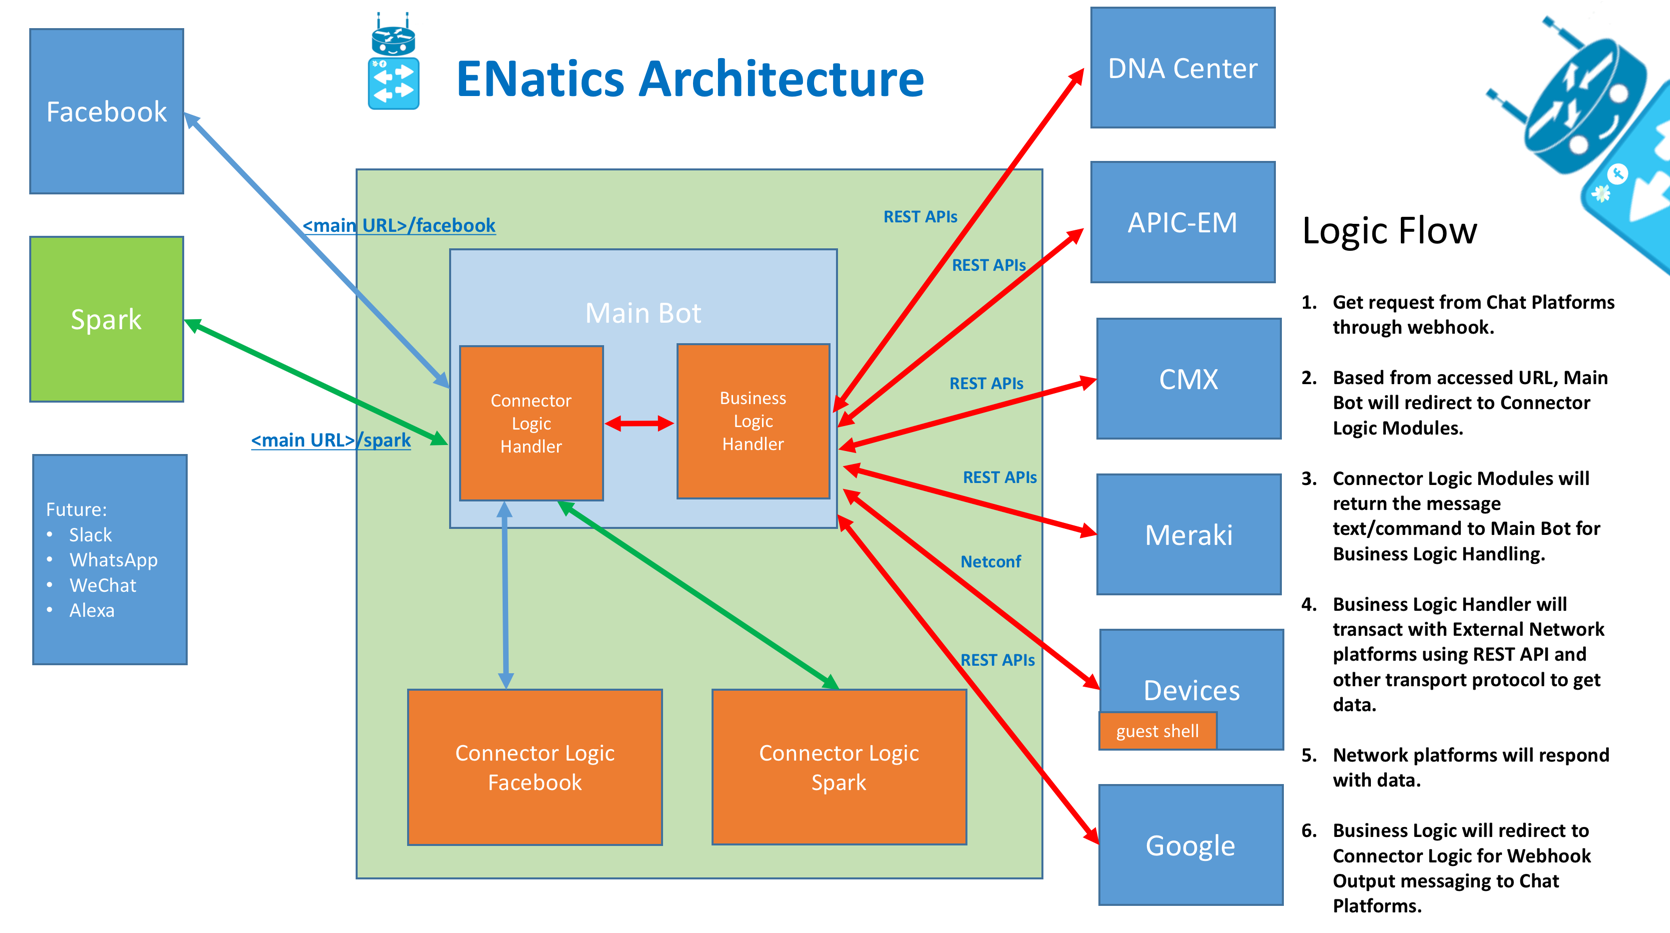 ENatics Architecture
Facebook
<main URL>/facebook
Spark
<main URL>/spark
Future:
• Slack
• WhatsApp
• WeChat
• Alexa
Main Bot
Connector
Logic
Handler
Business
Logic
Handler
Connector Logic
Facebook
Connector Logic
Spark
REST APIs
REST APIs
REST APIs
REST APIs
Netconf
REST APIs
DNA Center
APIC-EM
CMX
Meraki
Devices
guest shell
Google
Logic Flow
1. Get request from Chat Platforms
through webhook.
2. Based from accessed URL, Main
Bot will redirect to Connector
Logic Modules.
3. Connector Logic Modules will
return the message
text/command to Main Bot for
Business Logic Handling.
4. Business Logic Handler will
transact with External Network
platforms using REST API and
other transport protocol to get
data.
5. Network platforms will respond
with data.
6. Business Logic will redirect to
Connector Logic for Webhook
Output messaging to Chat
Platforms.